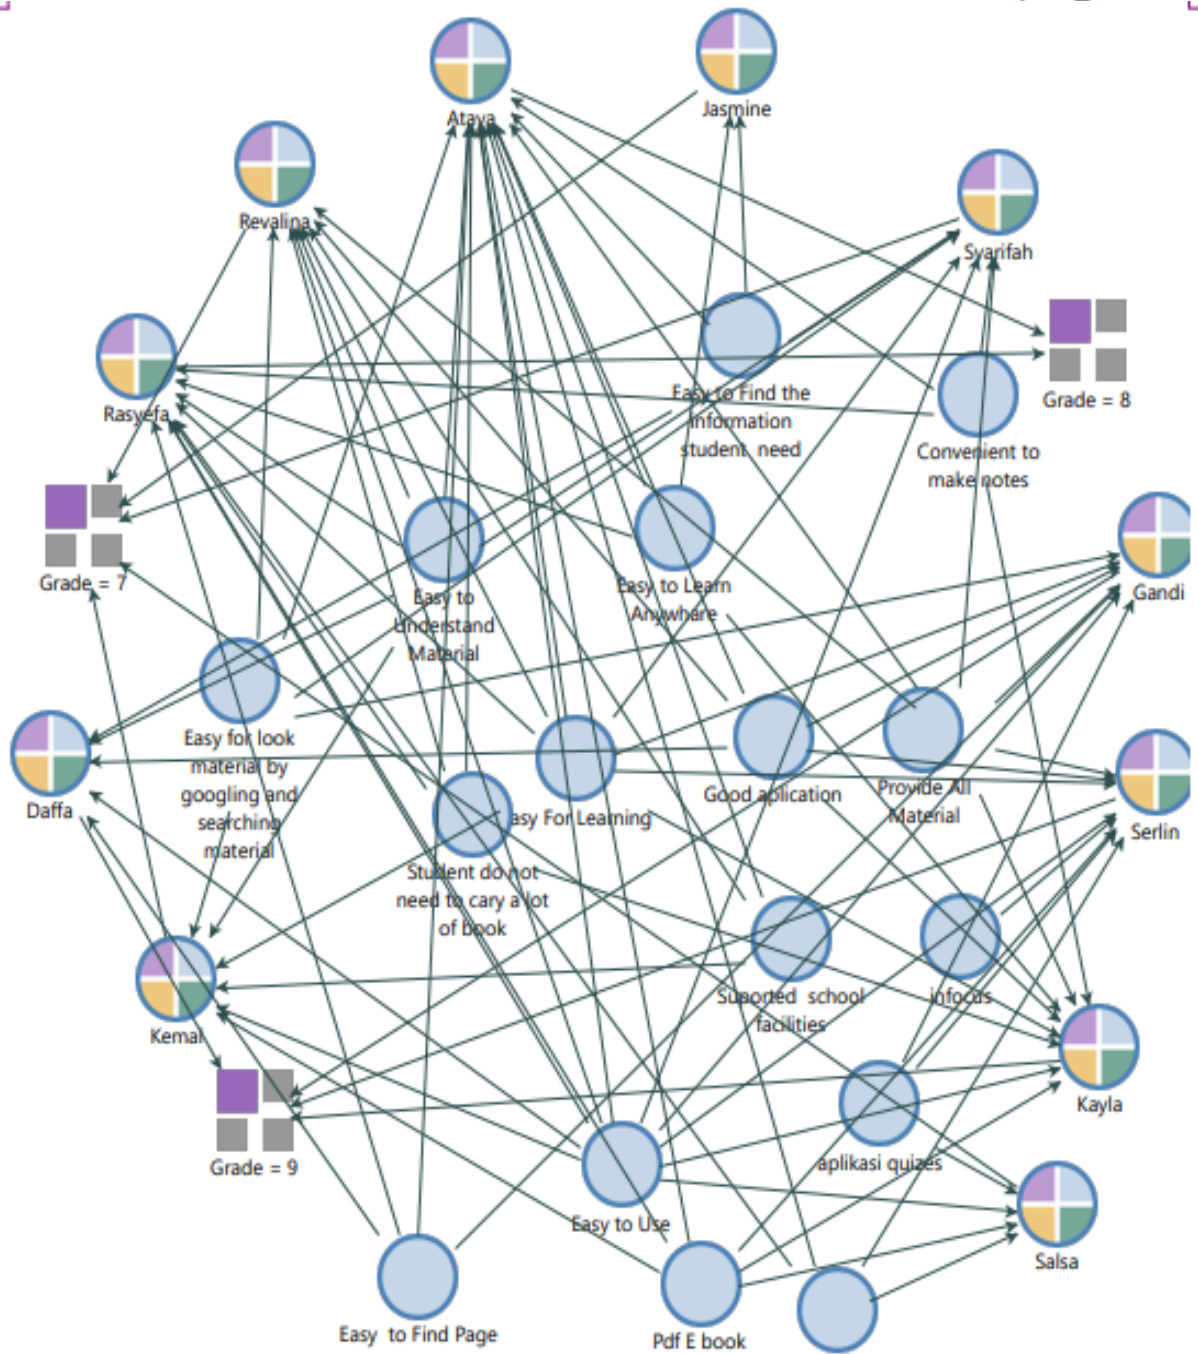 Jasmine
Ataya
Revalina
Syarifah
Easy to Find the
Information
student need
Grade = 8
Rasyefa
Convenient to
make notes
Grade = 7
Easy to Learn
Anywhare
Gandi
Easy to
Understand
Material
Easy for look
material by
googling and
searching
material
Daffa
Good aplication
Provide All
Material
asy For Learning
Serlin
Student do not
need to cary a lot
of book
Suported school
facilities
infocus
Kemal
Kayla
Grade = 9
aplikasi quizes
Easy to Use
Salsa
Easy to Find Page
Pdf E book